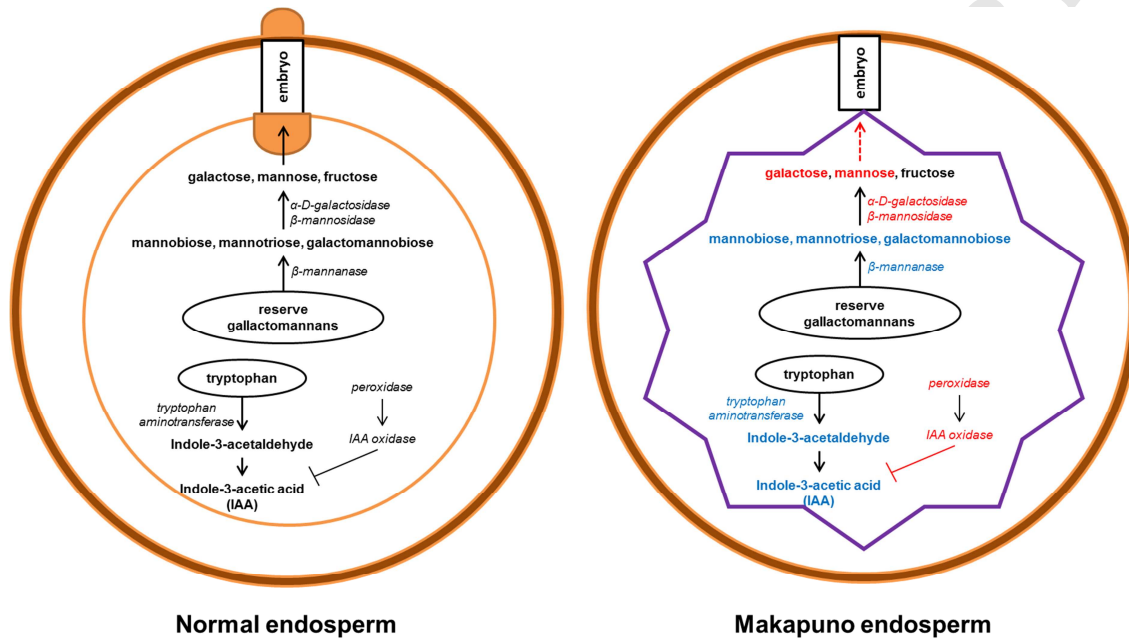 embryo
galactose, mannose, fructose
α-D-galactosidase
β-mannosidase
mannobiose, mannotriose, galactomannobiose
β-mannanase
reserve
gallactomannans
tryptophan
tryptophan
aminotransferase
peroxidase
Indole-3-acetaldehyde
IAA oxidase
Indole-3-acetic acid
(IAA)
Normal endosperm
embryo
galactose, mannose, fructose
α-D-galactosidase
β-mannosidase
mannobiose, mannotriose, galactomannobiose
β-mannanase
reserve
gallactomannans
tryptophan
tryptophan
aminotransferase
peroxidase
Indole-3-acetaldehyde
IAA oxidase
Indole-3-acetic acid
(IAA)
Makapuno endosperm